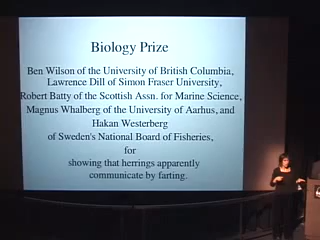 Biology Prize
Ben Wilson of the University of British Columbia,
Lawrence Dill of Simon Fraser University,
Robert Batty of the Scottish Assn. for Marine Science,
Magnus Whalberg of the University of Aarhus, and
Hakan Westerberg
of Sweden's National Board of Fisheries,
for
showing that herrings apparently
communicate by farting.